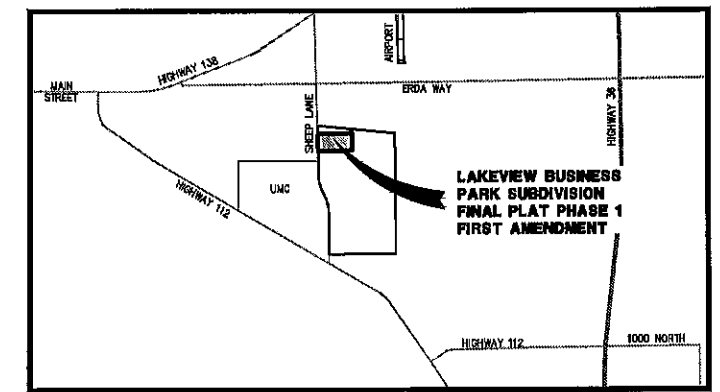 AIRPORT
HIGHWAY 138
MAIN
STREET
ERDA WAY
SHEEP LANE
HIGHWAY 36
UMC
HIGHWAY 112
LAKEVIEW BUSINESS
PARK SUBDIVISION
FINAL PLAT PHASE 1
FIRST AMENDMENT
HIGHWAY 112
1000 NORTH